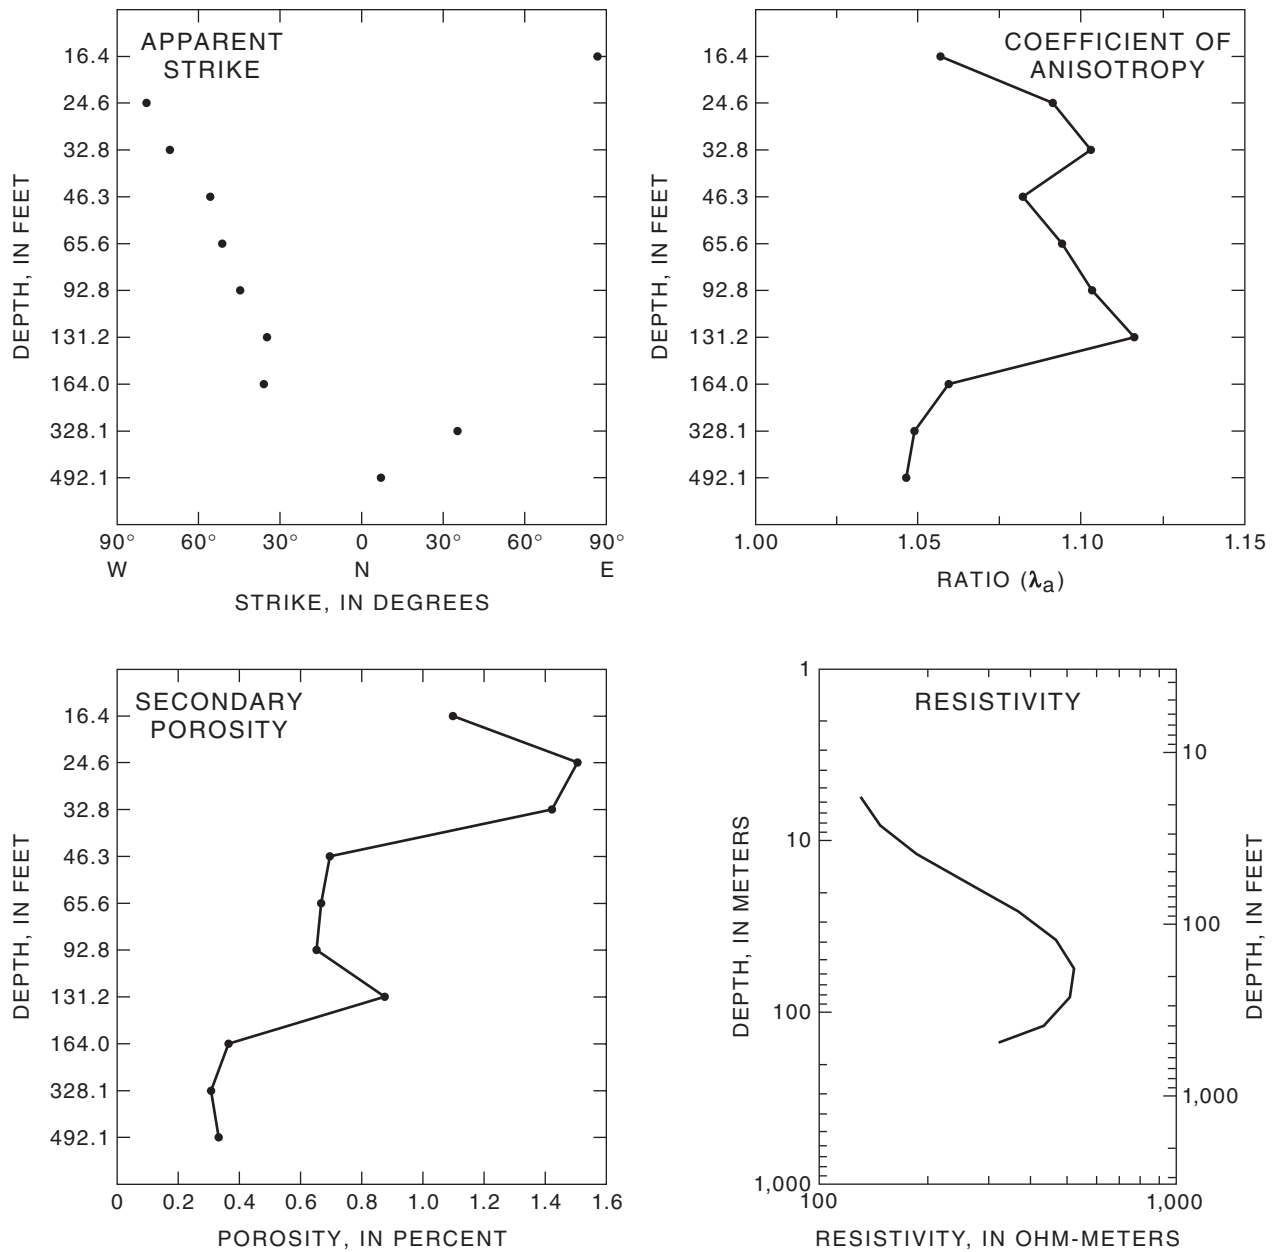 APPARENT
STRIKE
DEPTH, IN FEET
16.4
24.6
32.8
46.3
65.6
92.8
131.2
164.0
328.1
492.1
90° 60° 30° 0 30° 60° 90°
W N E
STRIKE, IN DEGREES
COEFFICIENT OF
ANISOTROPY
DEPTH, IN FEET
16.4
24.6
32.8
46.3
65.6
92.8
131.2
164.0
328.1
492.1
1.00 1.05 1.10 1.15
RATIO (λa)
SECONDARY
POROSITY
DEPTH, IN FEET
16.4
24.6
32.8
46.3
65.6
92.8
131.2
164.0
328.1
492.1
0 0.2 0.4 0.6 0.8 1.0 1.2 1.4 1.6
POROSITY, IN PERCENT
RESISTIVITY
DEPTH, IN METERS
1
10
100
1,000
DEPTH, IN FEET
10
100
1,000
100 1,000
RESISTIVITY, IN OHM-METERS